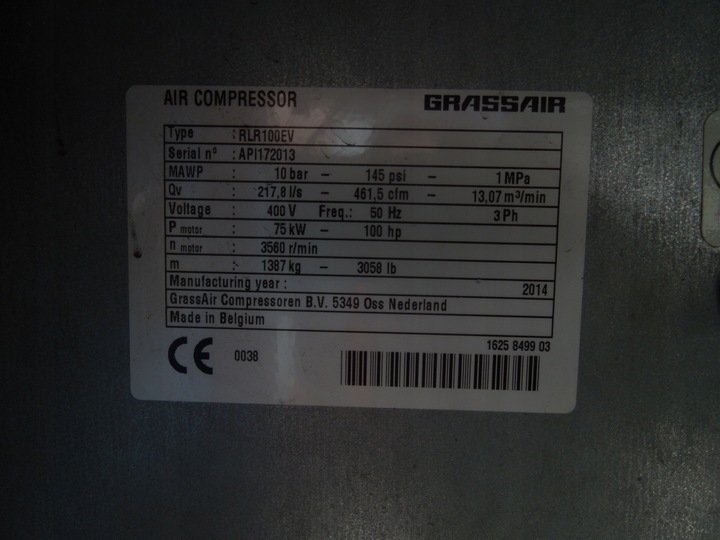 AIR COMPRESSOR GRASSAIR
Type : RLR100EV
Serial n° : API172013
MAWP : 10 bar – 145 psi – 1 MPa
Qv : 217,8 l/s – 461,5 cfm – 13,07 m³/min
Voltage : 400 V Freq.: 50 Hz 3 Ph
P motor : 75 kW – 100 hp
n motor : 3560 r/min
m : 1387 kg – 3058 lb
Manufacturing year : 2014
GrassAir Compressoren B.V. 5349 Oss Nederland
Made in Belgium
CE 0038 1625 8499 03